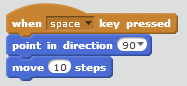 when space key pressed
point in direction 90
move 10 steps